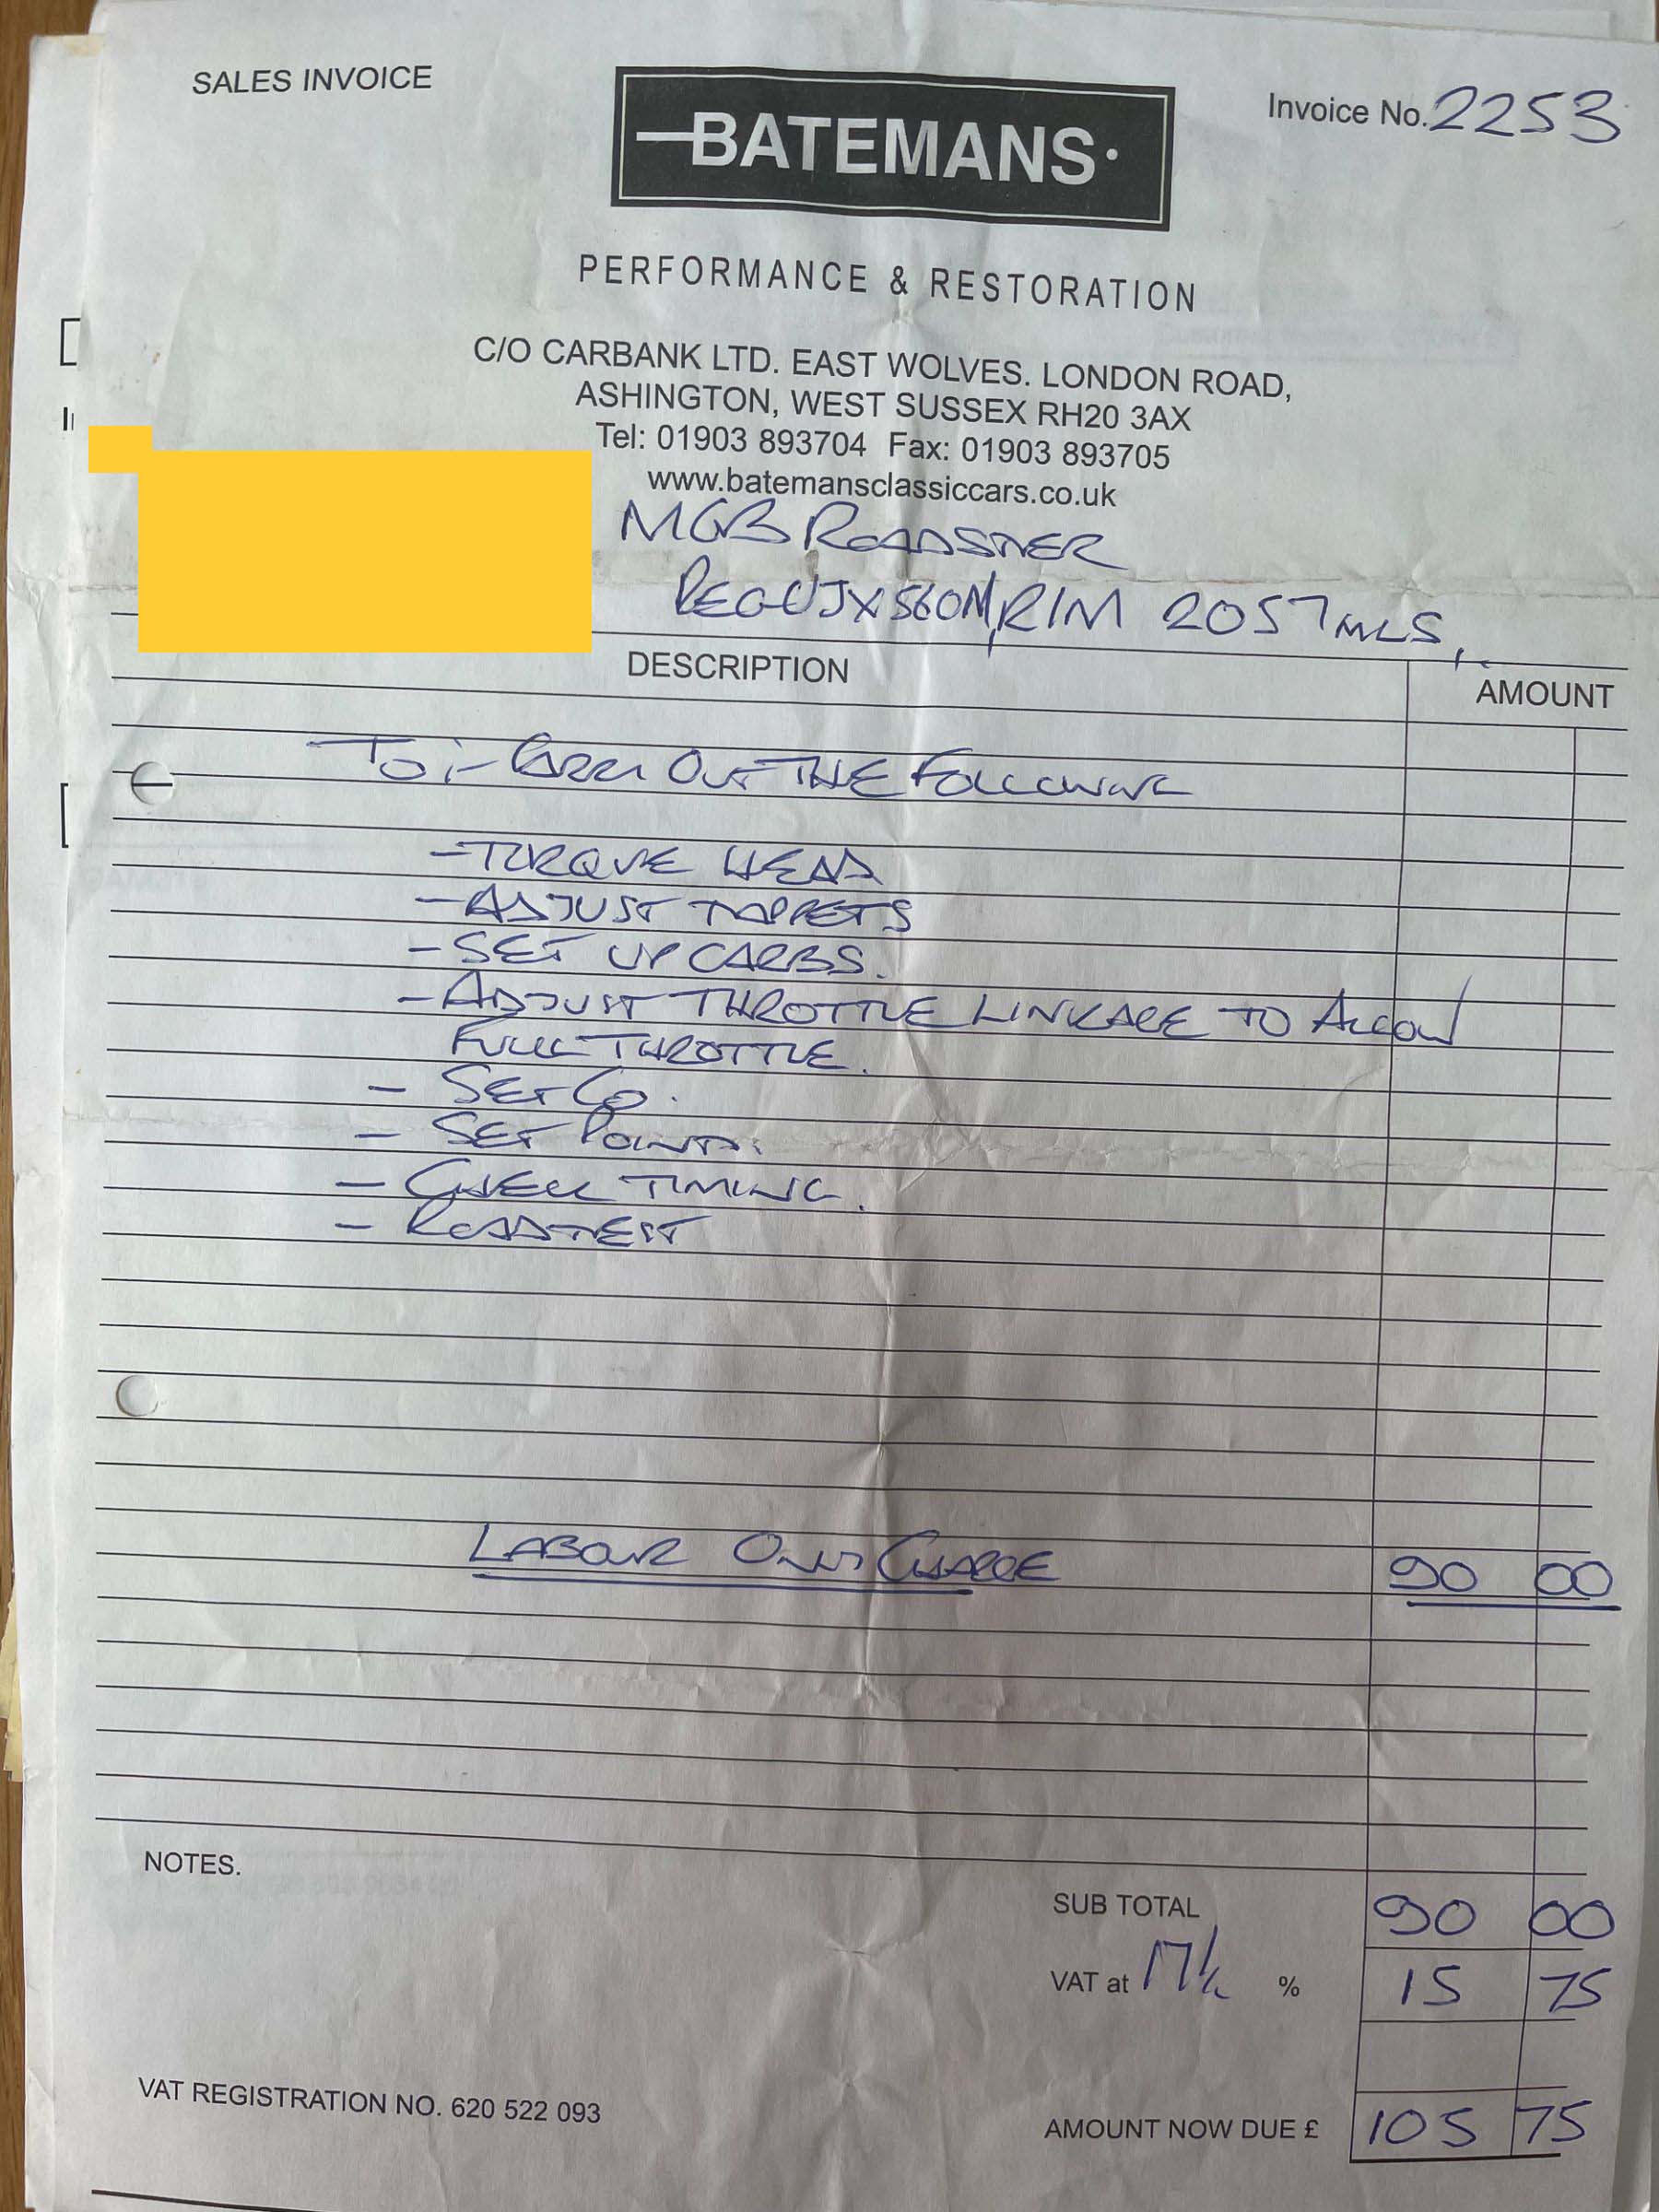 SALES INVOICE
BATEMANS
Invoice No. 2253
PERFORMANCE & RESTORATION
C/O CARBANK LTD. EAST WOLVES. LONDON ROAD,
ASHINGTON, WEST SUSSEX RH20 3AX
Tel: 01903 893704 Fax: 01903 893705
www.batemansclassiccars.co.uk
MGB ROADSTER
REG UJX560M, R/M 2057 MLS,
DESCRIPTION
AMOUNT
TO :- CARRY OUT THE FOLLOWING
- TORQUE HEAD
- ADJUST TAPPETS
- SET UP CARBS.
- ADJUST THROTTLE LINKAGE TO ALLOW
FULL THROTTLE.
- SET CO.
- SET POINTS.
- CHECK TIMING.
- ROADTEST
LABOUR ONLY CHARGE 90 00
NOTES.
SUB TOTAL 90 00
VAT at 17½ % 15 75
VAT REGISTRATION NO. 620 522 093
AMOUNT NOW DUE £ 105 75